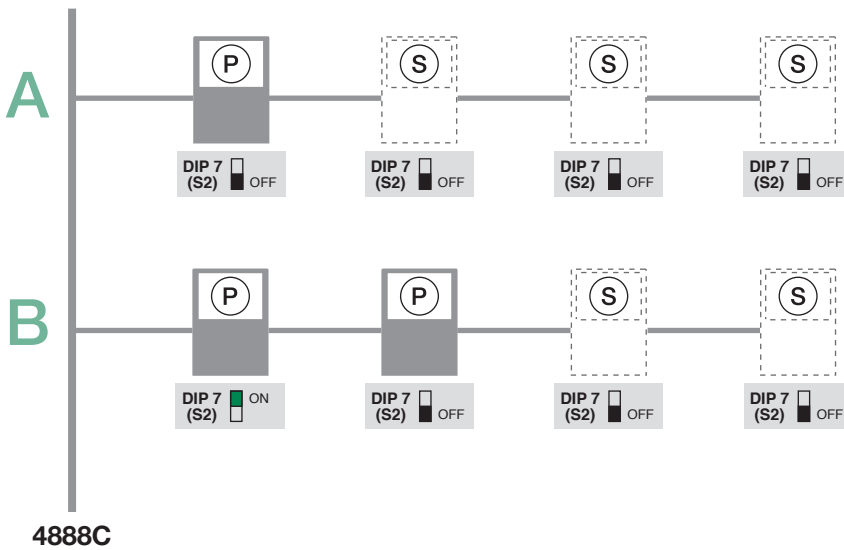 A
P
S
S
S
DIP 7
(S2)
OFF
DIP 7
(S2)
OFF
DIP 7
(S2)
OFF
DIP 7
(S2)
OFF
B
P
P
S
S
DIP 7
(S2)
ON
DIP 7
(S2)
OFF
DIP 7
(S2)
OFF
DIP 7
(S2)
OFF
4888C